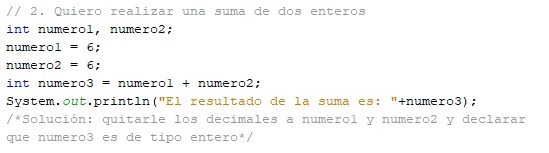 // 2. Quiero realizar una suma de dos enteros
int numero1, numero2;
numero1 = 6;
numero2 = 6;
int numero3 = numero1 + numero2;
System.out.println("El resultado de la suma es: "+numero3);
/*Solución: quitarle los decimales a numero1 y numero2 y declarar
que numero3 es de tipo entero*/